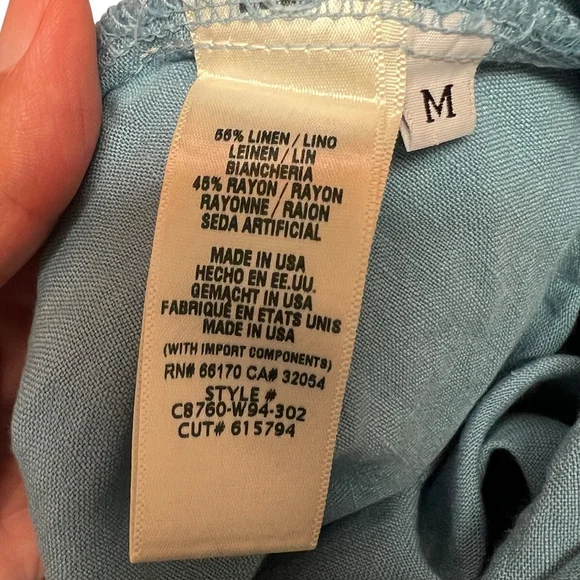 56% LINEN/LINO
LEINEN/LIN
BIANCHERIA
45% RAYON/RAYON
RAYONNE/RAION
SEDA ARTIFICIAL
MADE IN USA
HECHO EN EE.UU.
GEMACHT IN USA
FABRIQUÉ EN ETATS UNIS
MADE IN USA
(WITH IMPORT COMPONENTS)
RN# 66170 CA# 32054
STYLE #
C8760-W94-302
CUT# 615794
M